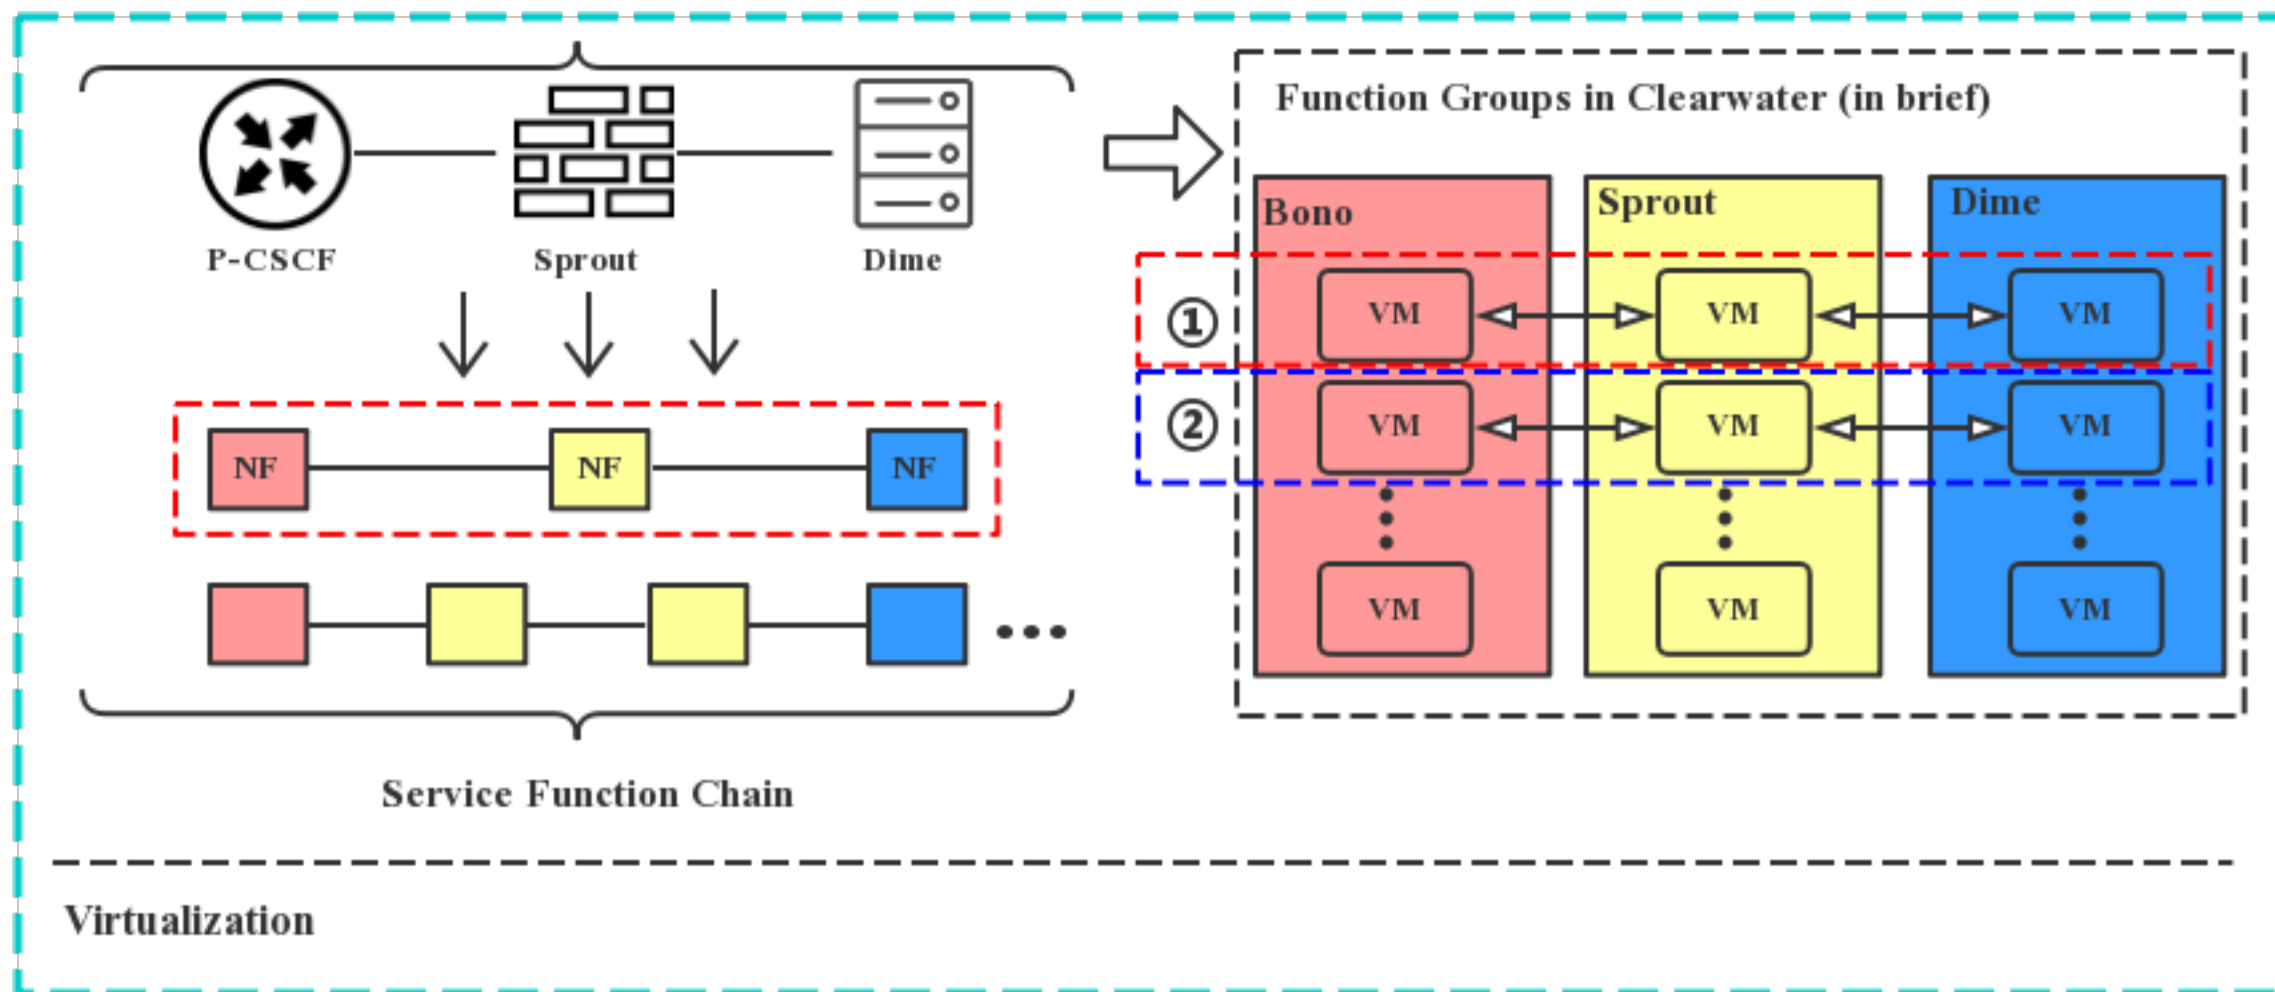 Function Groups in Clearwater (in brief)
P-CSCF Sprout Dime
NF NF NF
Service Function Chain
Bono Sprout Dime
① VM VM VM
② VM VM VM
VM VM VM
Virtualization